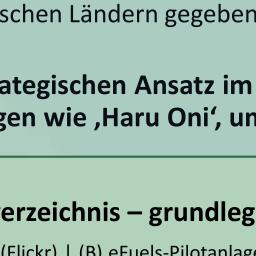 schen Ländern gegeben
ategischen Ansatz im
gen wie ‚Haru Oni‘, un
erzeichnis – grundleg
(Flickr) | (B) eFuels-Pilotanlage